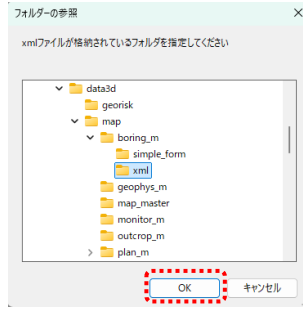 フォルダーの参照
xmlファイルが格納されているフォルダを指定してください
data3d
georisk
map
boring_m
simple_form
xml
geophys_m
map_master
monitor_m
outcrop_m
plan_m
OK キャンセル